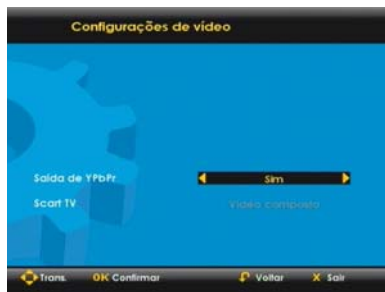 Configurações de vídeo
Saída de YPbPr Sim
Scart TV Vídeo composto
Trans. OK Confirmar Voltar X Sair